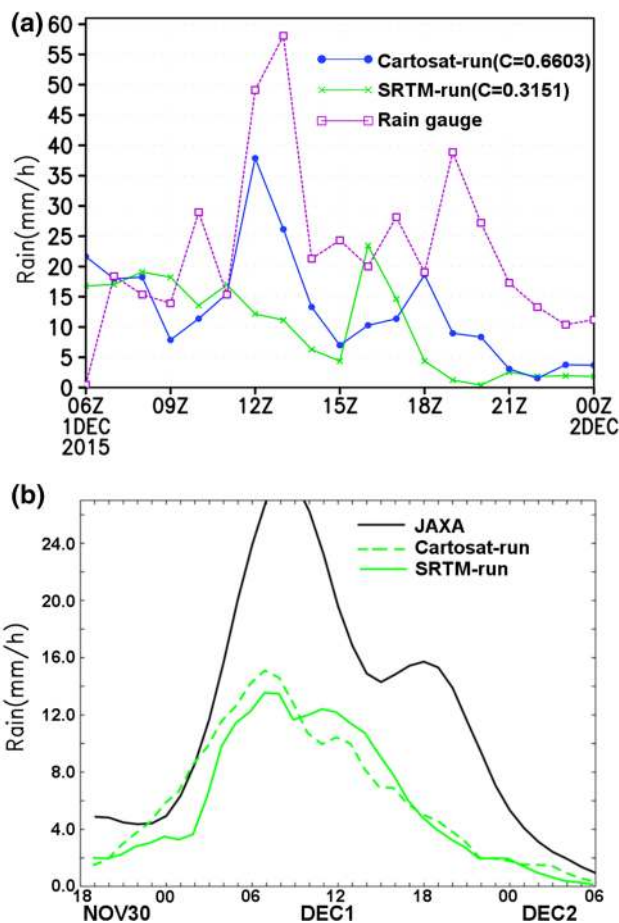 (a)
60
55
50
45
40
35
30
25
20
15
10
5
0
Rain(mm/h)
Cartosat-run(C=0.6603)
SRTM-run(C=0.3151)
Rain gauge
06Z 09Z 12Z 15Z 18Z 21Z 00Z
1DEC 2DEC
2015
(b)
24.0
20.0
16.0
12.0
8.0
4.0
0.0
Rain(mm/h)
JAXA
Cartosat-run
SRTM-run
18 00 06 12 18 00 06
NOV30 DEC1 DEC2